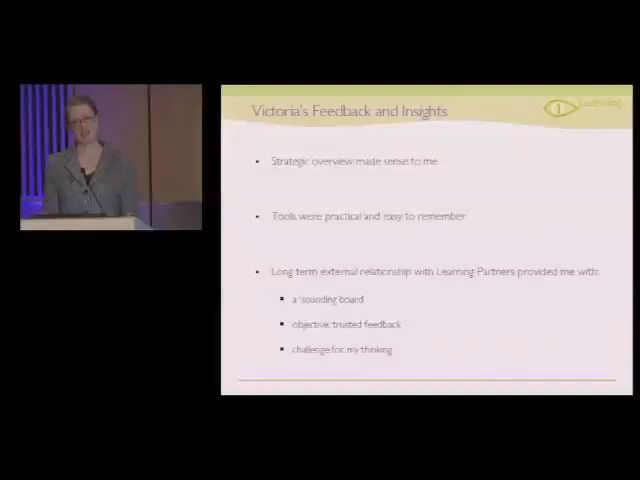 Victoria's Feedback and Insights
Learning
• Strategic overview made sense to me
• Tools were practical and easy to remember
• Long term external relationship with Learning Partners provided me with:
▪ a 'sounding board
▪ objective, trusted feedback
▪ challenge for my thinking